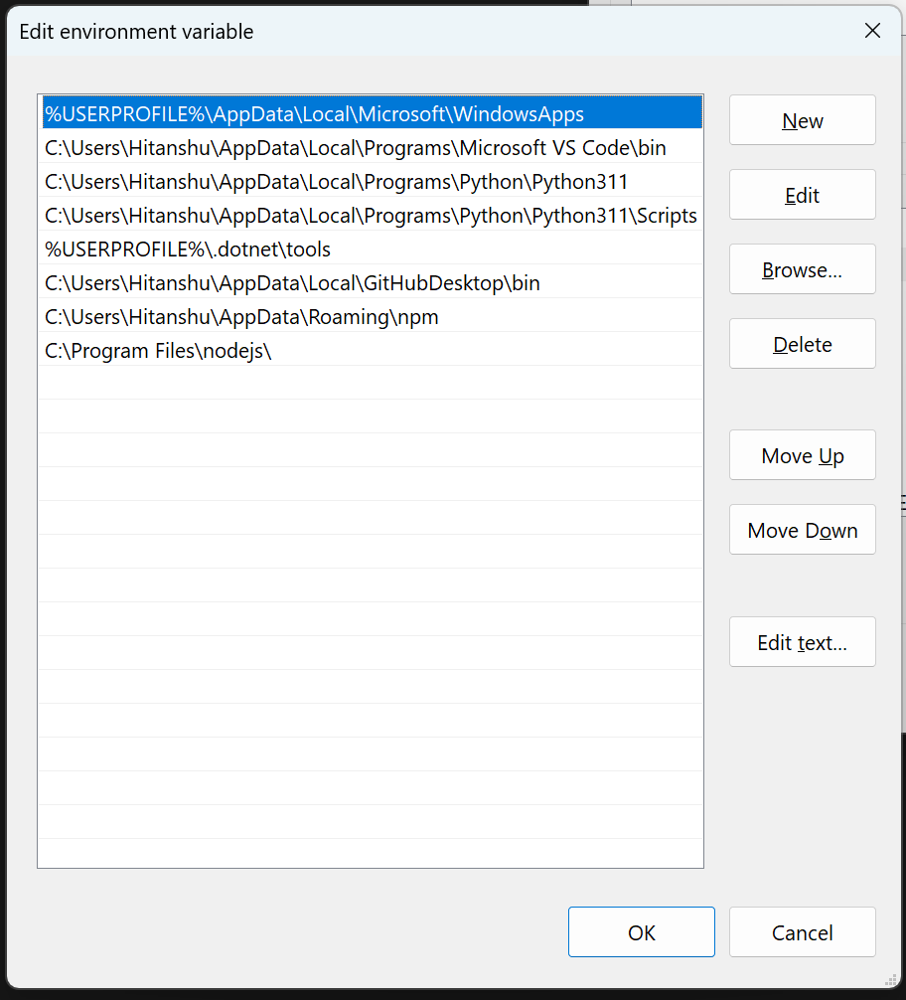 Edit environment variable
%USERPROFILE%\AppData\Local\Microsoft\WindowsApps
C:\Users\Hitanshu\AppData\Local\Programs\Microsoft VS Code\bin
C:\Users\Hitanshu\AppData\Local\Programs\Python\Python311
C:\Users\Hitanshu\AppData\Local\Programs\Python\Python311\Scripts
%USERPROFILE%\.dotnet\tools
C:\Users\Hitanshu\AppData\Local\GitHubDesktop\bin
C:\Users\Hitanshu\AppData\Roaming\npm
C:\Program Files\nodejs\
New
Edit
Browse...
Delete
Move Up
Move Down
Edit text...
OK
Cancel